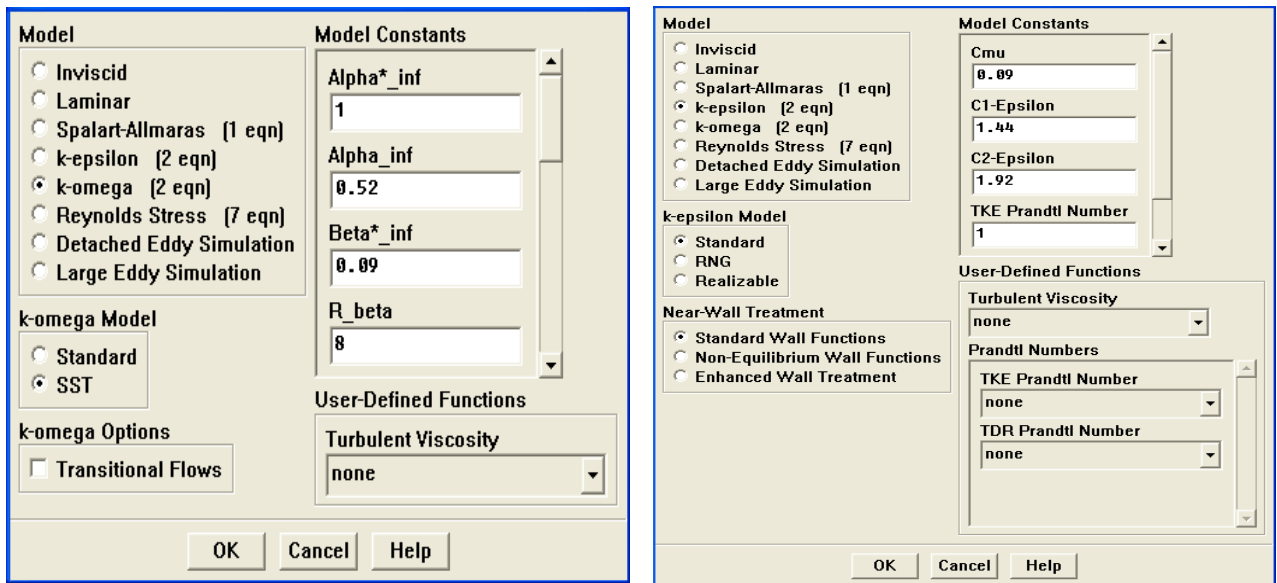 Model
Inviscid
Laminar
Spalart-Allmaras (1 eqn)
k-epsilon (2 eqn)
k-omega (2 eqn)
Reynolds Stress (7 eqn)
Detached Eddy Simulation
Large Eddy Simulation
k-omega Model
Standard
SST
k-omega Options
Transitional Flows
Model Constants
Alpha*_inf
1
Alpha_inf
0.52
Beta*_inf
0.09
R_beta
8
User-Defined Functions
Turbulent Viscosity
none
OK Cancel Help
Model
Inviscid
Laminar
Spalart-Allmaras (1 eqn)
k-epsilon (2 eqn)
k-omega (2 eqn)
Reynolds Stress (7 eqn)
Detached Eddy Simulation
Large Eddy Simulation
k-epsilon Model
Standard
RNG
Realizable
Near-Wall Treatment
Standard Wall Functions
Non-Equilibrium Wall Functions
Enhanced Wall Treatment
Model Constants
Cmu
0.09
C1-Epsilon
1.44
C2-Epsilon
1.92
TKE Prandtl Number
1
User-Defined Functions
Turbulent Viscosity
none
Prandtl Numbers
TKE Prandtl Number
none
TDR Prandtl Number
none
OK Cancel Help